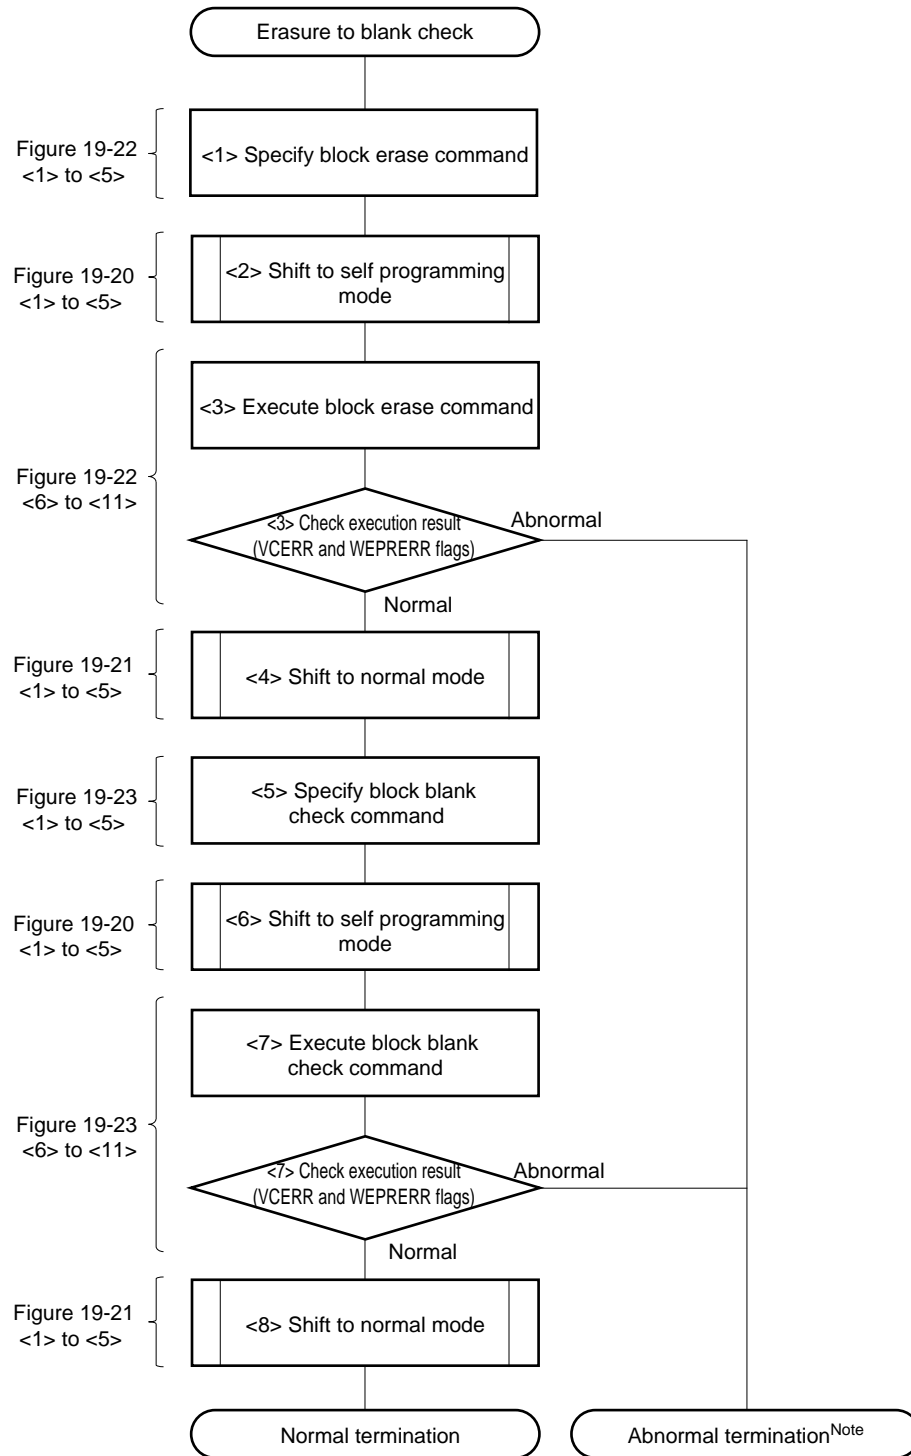 Erasure to blank check
Figure 19-22
<1> to <5>
<1> Specify block erase command
Figure 19-20
<1> to <5>
<2> Shift to self programming
mode
<3> Execute block erase command
Figure 19-22
<6> to <11>
<3> Check execution result
(VCERR and WEPRERR flags)
Abnormal
Normal
Figure 19-21
<1> to <5>
<4> Shift to normal mode
Figure 19-23
<1> to <5>
<5> Specify block blank
check command
Figure 19-20
<1> to <5>
<6> Shift to self programming
mode
<7> Execute block blank
check command
Figure 19-23
<6> to <11>
<7> Check execution result
(VCERR and WEPRERR flags)
Abnormal
Normal
Figure 19-21
<1> to <5>
<8> Shift to normal mode
Normal termination
Abnormal termination Note